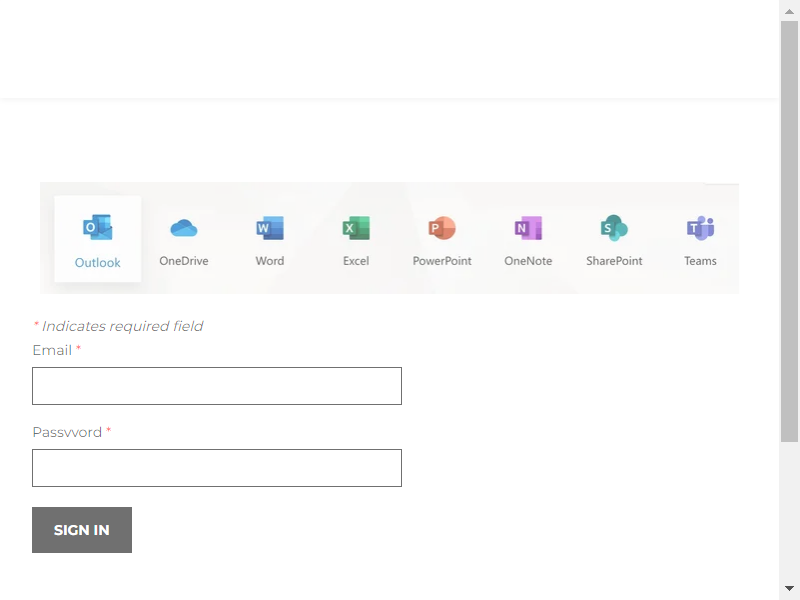 Outlook OneDrive Word Excel PowerPoint OneNote SharePoint Teams
* Indicates required field
Email *
Passvvord *
SIGN IN